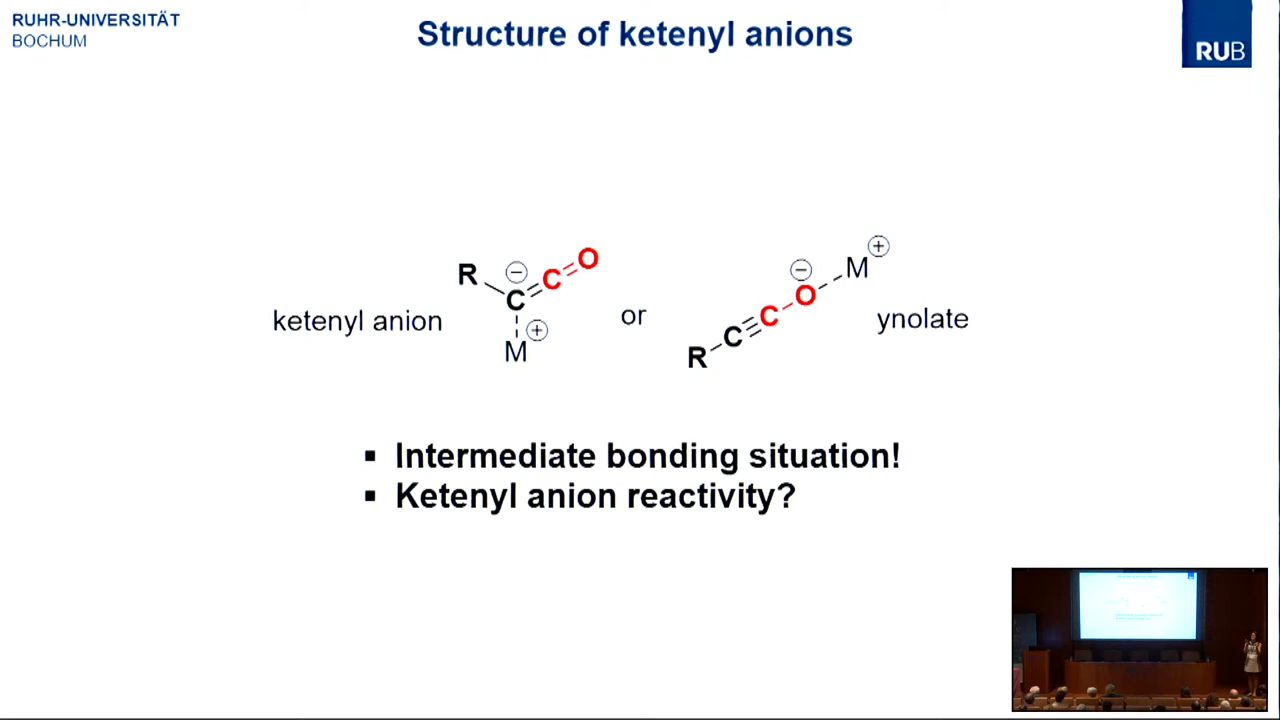 RUHR-UNIVERSITÄT
BOCHUM
Structure of ketenyl anions
RUB
ketenyl anion
R
−
C
C
O
M
+
or
R
C
C
O
−
M
+
ynolate
▪ Intermediate bonding situation!
▪ Ketenyl anion reactivity?